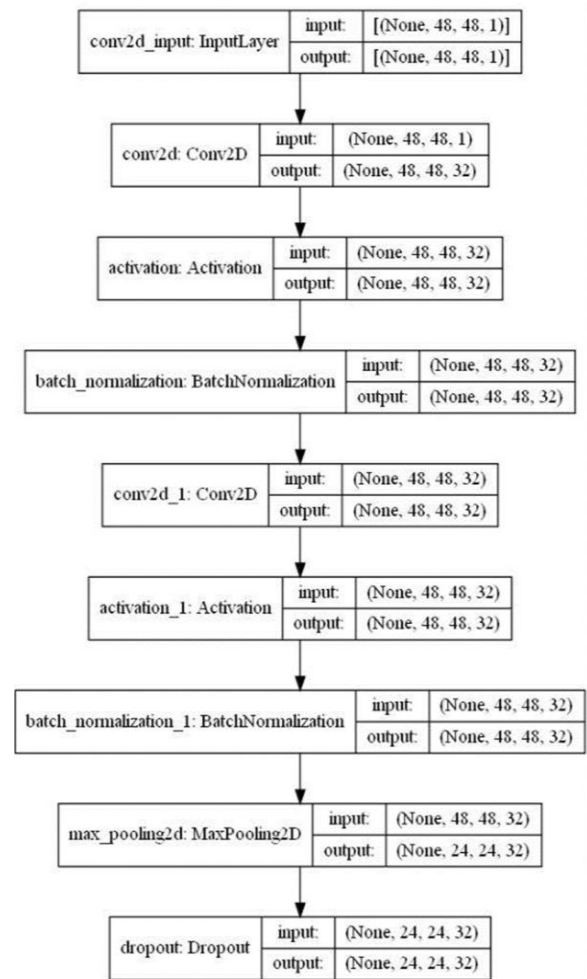 conv2d_input: InputLayer
input: [(None, 48, 48, 1)]
output: [(None, 48, 48, 1)]
conv2d: Conv2D
input: (None, 48, 48, 1)
output: (None, 48, 48, 32)
activation: Activation
input: (None, 48, 48, 32)
output: (None, 48, 48, 32)
batch_normalization: BatchNormalization
input: (None, 48, 48, 32)
output: (None, 48, 48, 32)
conv2d_1: Conv2D
input: (None, 48, 48, 32)
output: (None, 48, 48, 32)
activation_1: Activation
input: (None, 48, 48, 32)
output: (None, 48, 48, 32)
batch_normalization_1: BatchNormalization
input: (None, 48, 48, 32)
output: (None, 48, 48, 32)
max_pooling2d: MaxPooling2D
input: (None, 48, 48, 32)
output: (None, 24, 24, 32)
dropout: Dropout
input: (None, 24, 24, 32)
output: (None, 24, 24, 32)